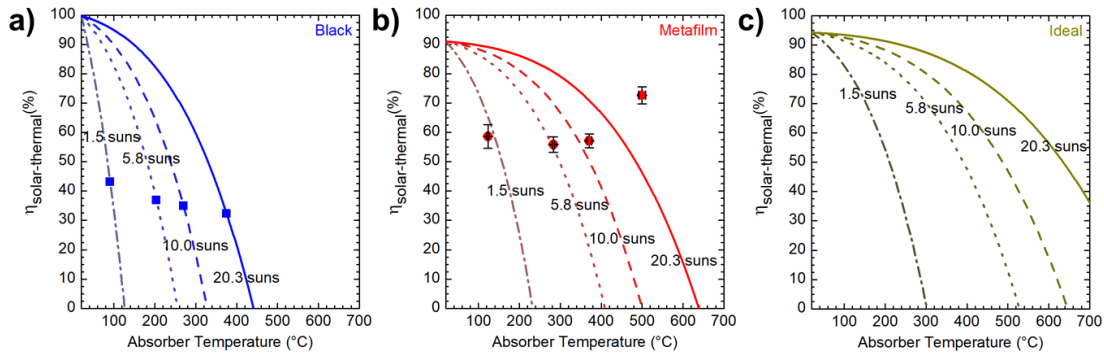 a)
Black
η solar-thermal(%)
100
90
80
70
60
50
40
30
20
10
0
1.5 suns
5.8 suns
10.0 suns
20.3 suns
100 200 300 400 500 600 700
Absorber Temperature (°C)
b)
Metafilm
η solar-thermal(%)
100
90
80
70
60
50
40
30
20
10
0
1.5 suns
5.8 suns
10.0 suns
20.3 suns
100 200 300 400 500 600 700
Absorber Temperature (°C)
c)
Ideal
η solar-thermal(%)
100
90
80
70
60
50
40
30
20
10
0
1.5 suns
5.8 suns
10.0 suns
20.3 suns
100 200 300 400 500 600 700
Absorber Temperature (°C)